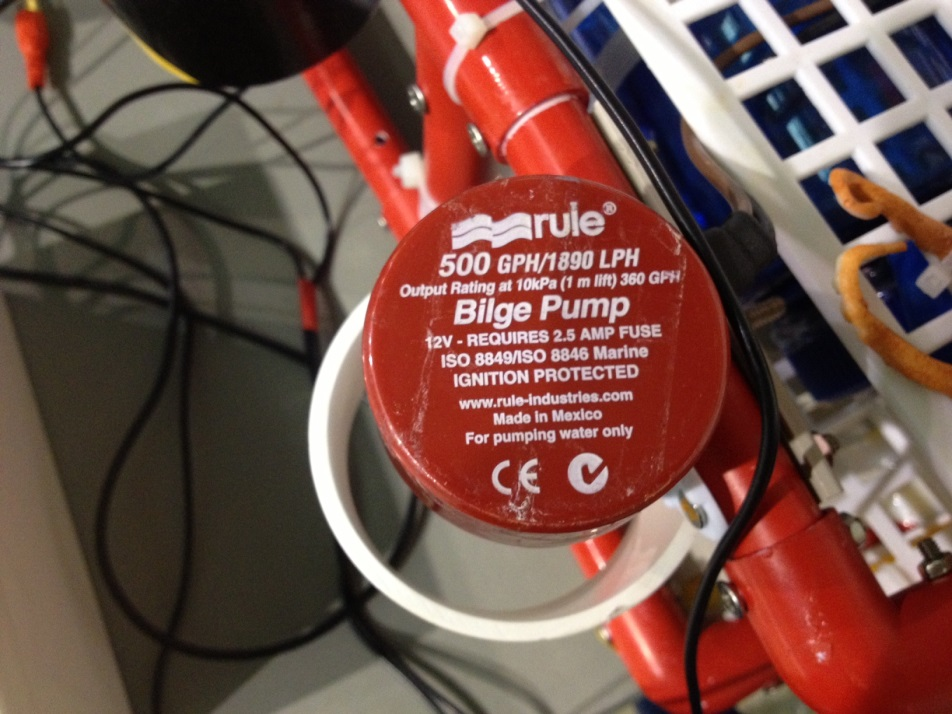 rule®
500 GPH/1890 LPH
Output Rating at 10kPa (1 m lift) 360 GPH
Bilge Pump
12V - REQUIRES 2.5 AMP FUSE
ISO 8849/ISO 8846 Marine
IGNITION PROTECTED
www.rule-industries.com
Made in Mexico
For pumping water only
CE